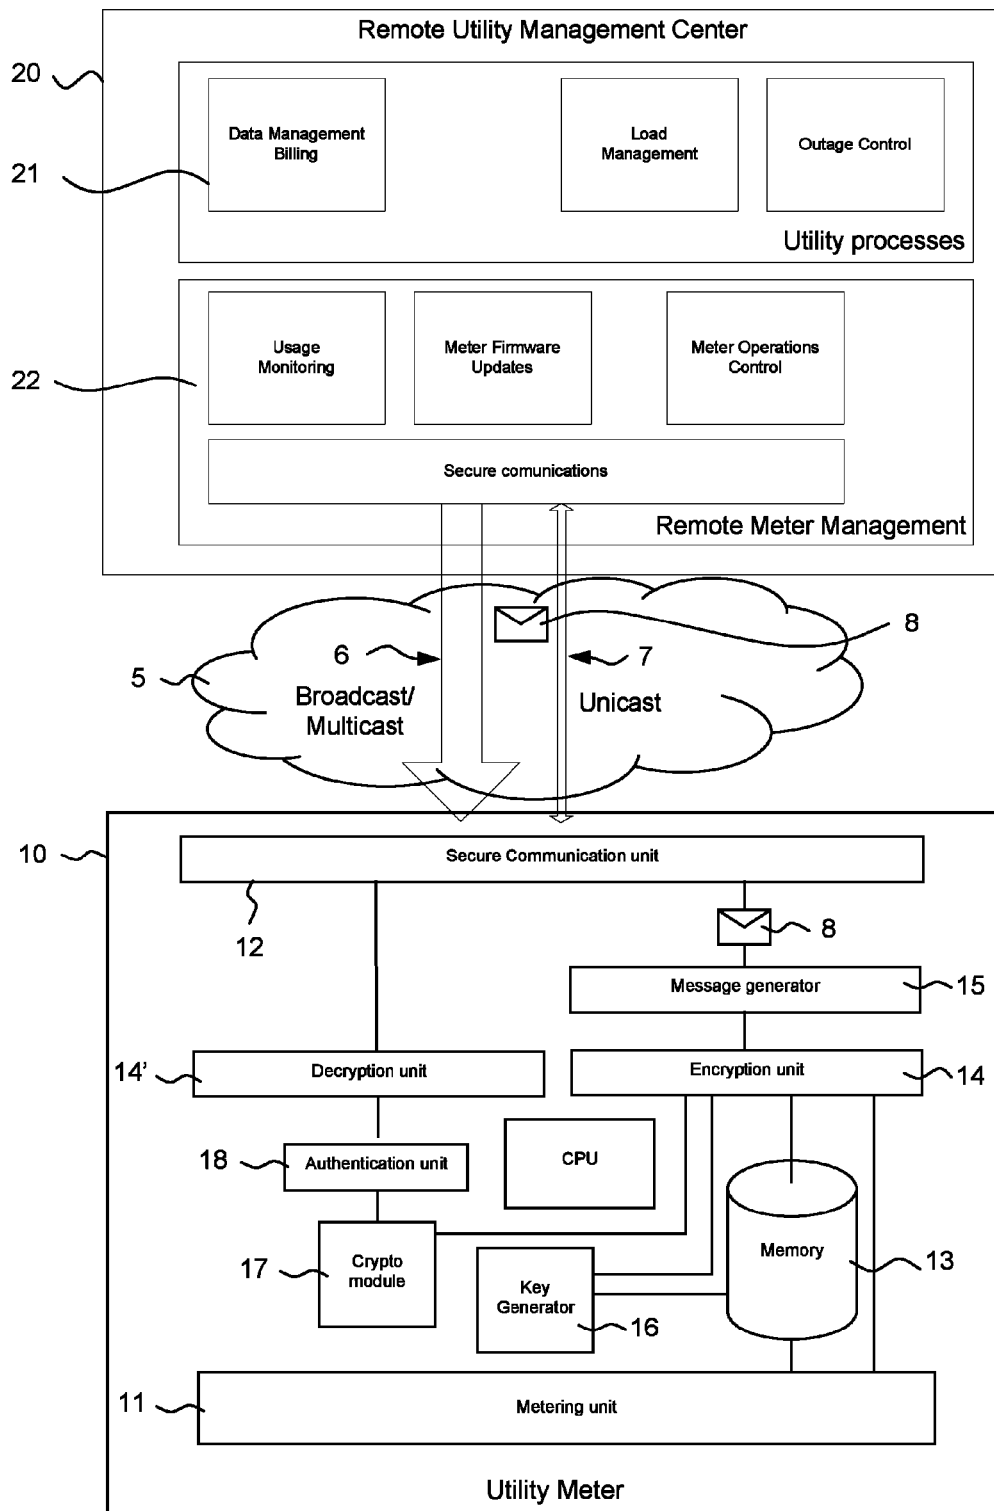 Remote Utility Management Center
20
Data Management
Billing
Load
Management
Outage Control
21
Utility processes
Usage
Monitoring
Meter Firmware
Updates
Meter Operations
Control
22
Secure comunications
Remote Meter Management
8
6
7
5
Broadcast/
Multicast
Unicast
10
Secure Communication unit
12
8
Message generator
15
14'
Decryption unit
Encryption unit
14
18
Authentication unit
CPU
17
Crypto
module
Key
Generator
16
Memory
13
11
Metering unit
Utility Meter